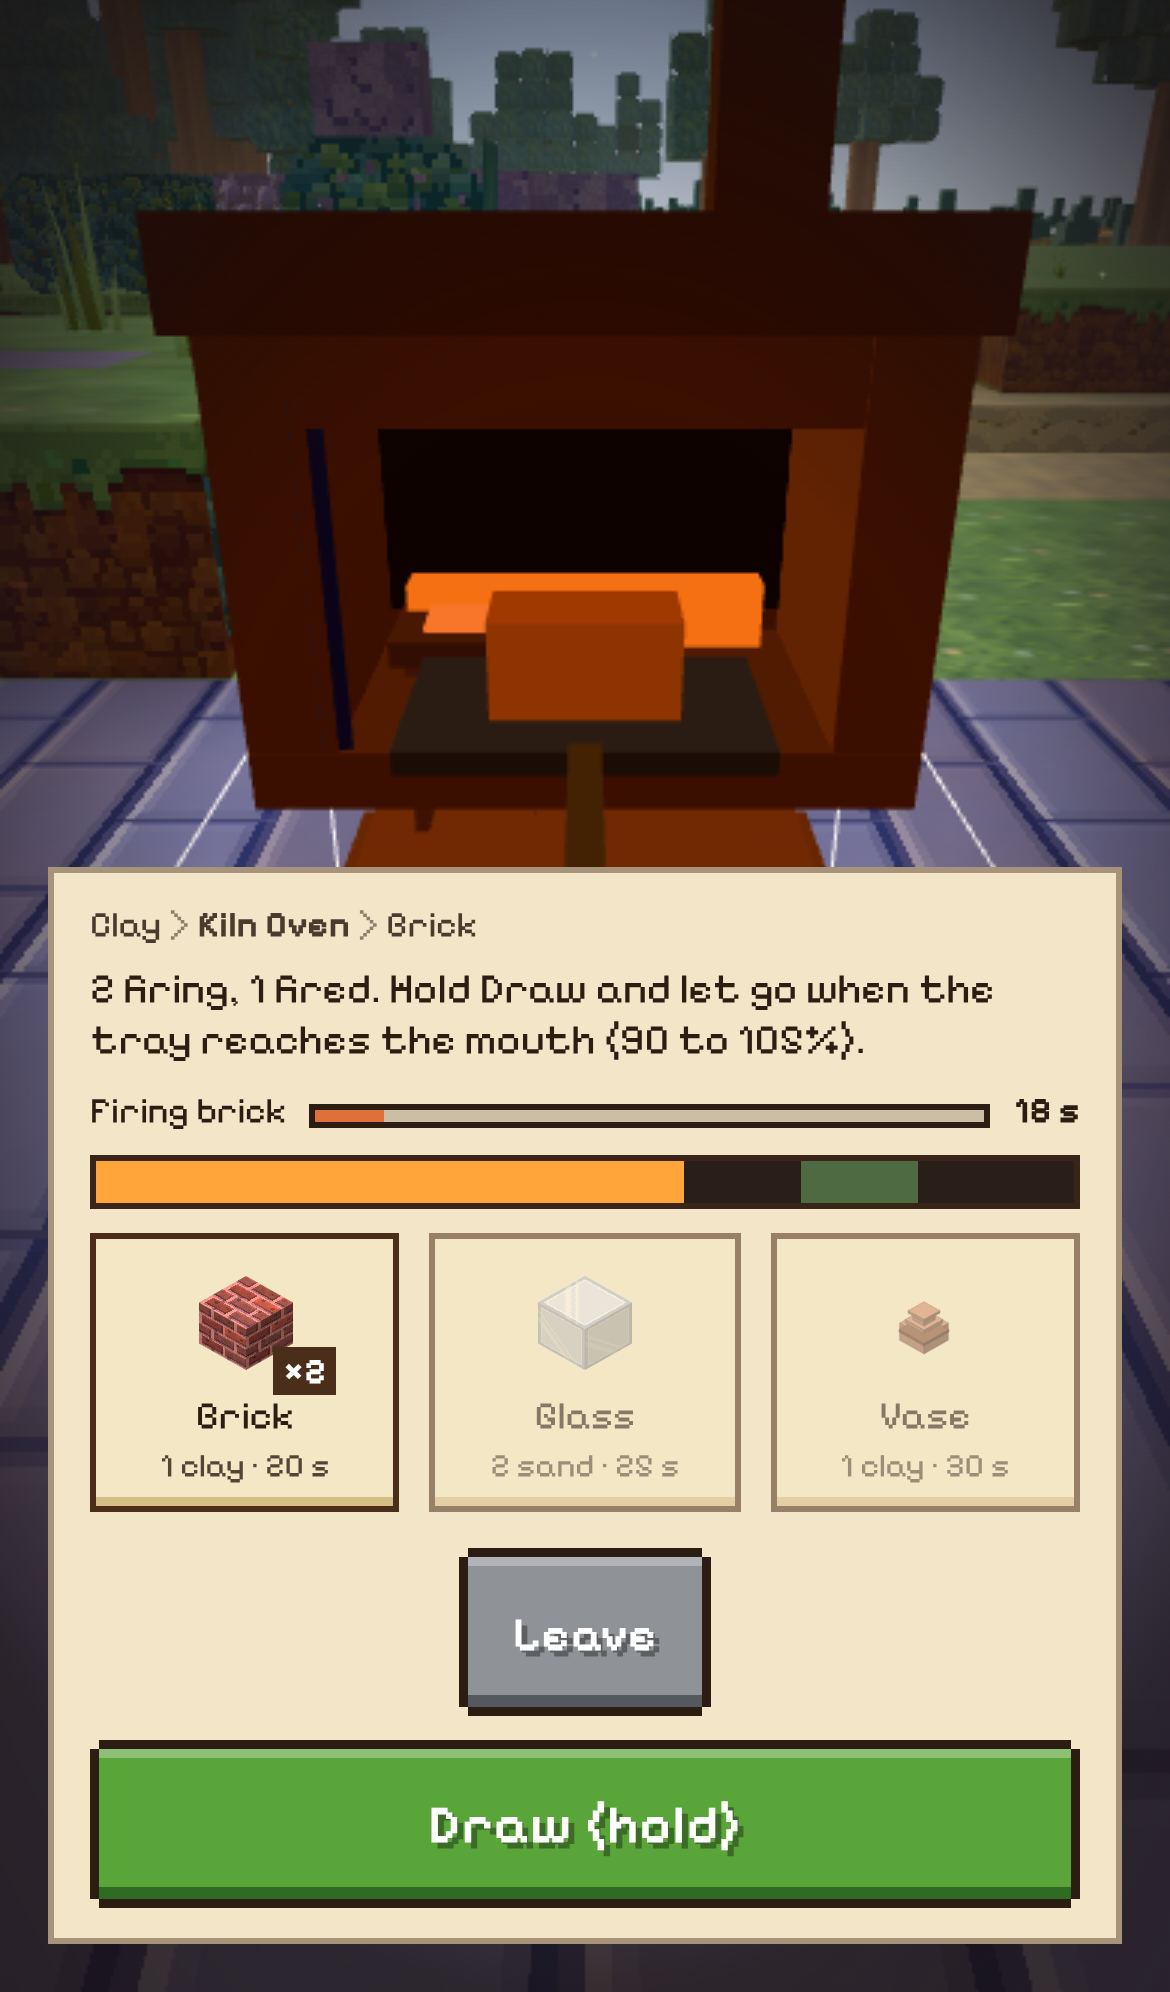 Clay > Kiln Oven > Brick
2 firing, 1 fired. Hold Draw and let go when the
tray reaches the mouth (90 to 105%).
Firing brick 18 s
×2
Brick Glass Vase
1 clay · 20 s 2 sand · 25 s 1 clay · 30 s
Leave
Draw (hold)